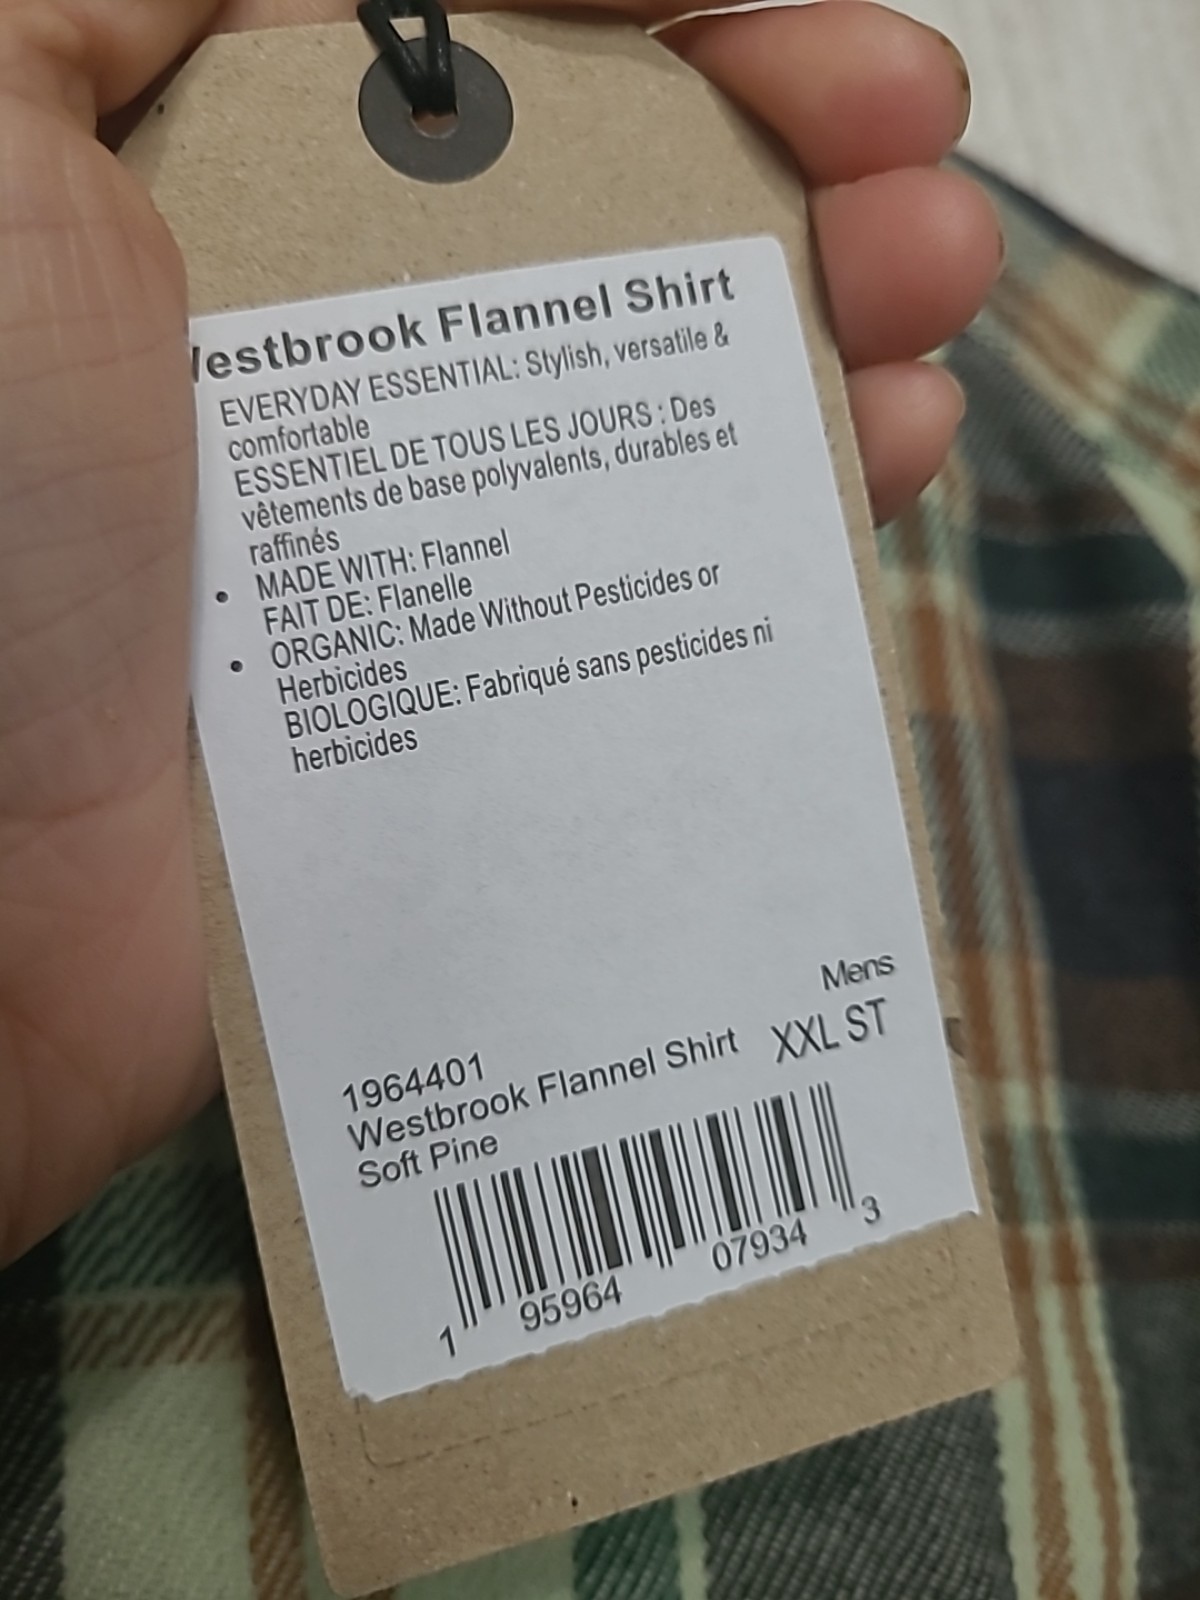 Westbrook Flannel Shirt
EVERYDAY ESSENTIAL: Stylish, versatile &
comfortable
ESSENTIEL DE TOUS LES JOURS : Des
vêtements de base polyvalents, durables et
raffinés
• MADE WITH: Flannel
FAIT DE: Flanelle
• ORGANIC: Made Without Pesticides or
Herbicides
BIOLOGIQUE: Fabriqué sans pesticides ni
herbicides
Mens
1964401
Westbrook Flannel Shirt XXL ST
Soft Pine
1 95964 07934 3